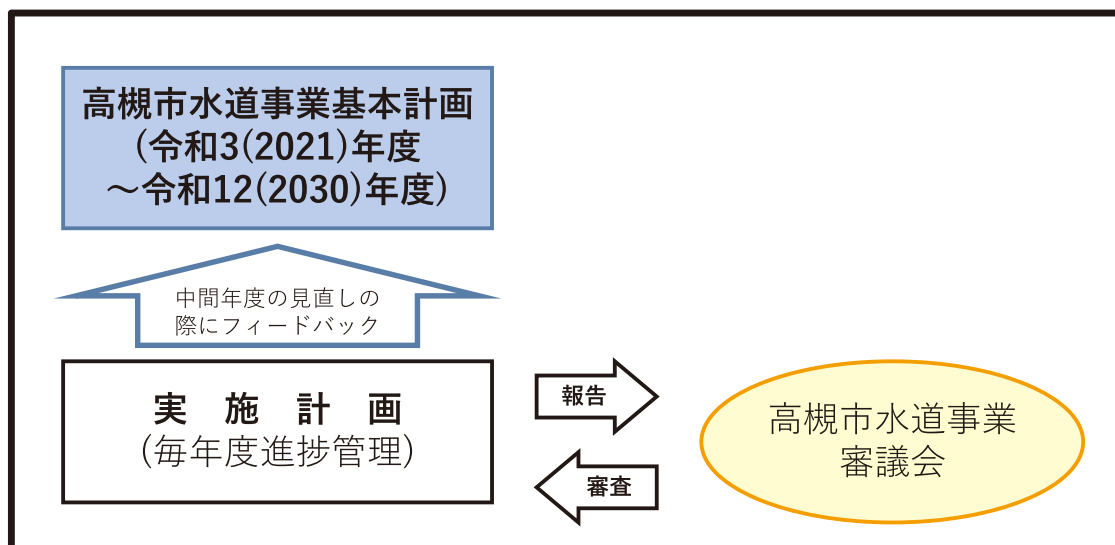 高槻市水道事業基本計画
(令和3(2021)年度
～令和12(2030)年度)
中間年度の見直しの
際にフィードバック
実施計画
(毎年度進捗管理)
報告
審査
高槻市水道事業
審議会